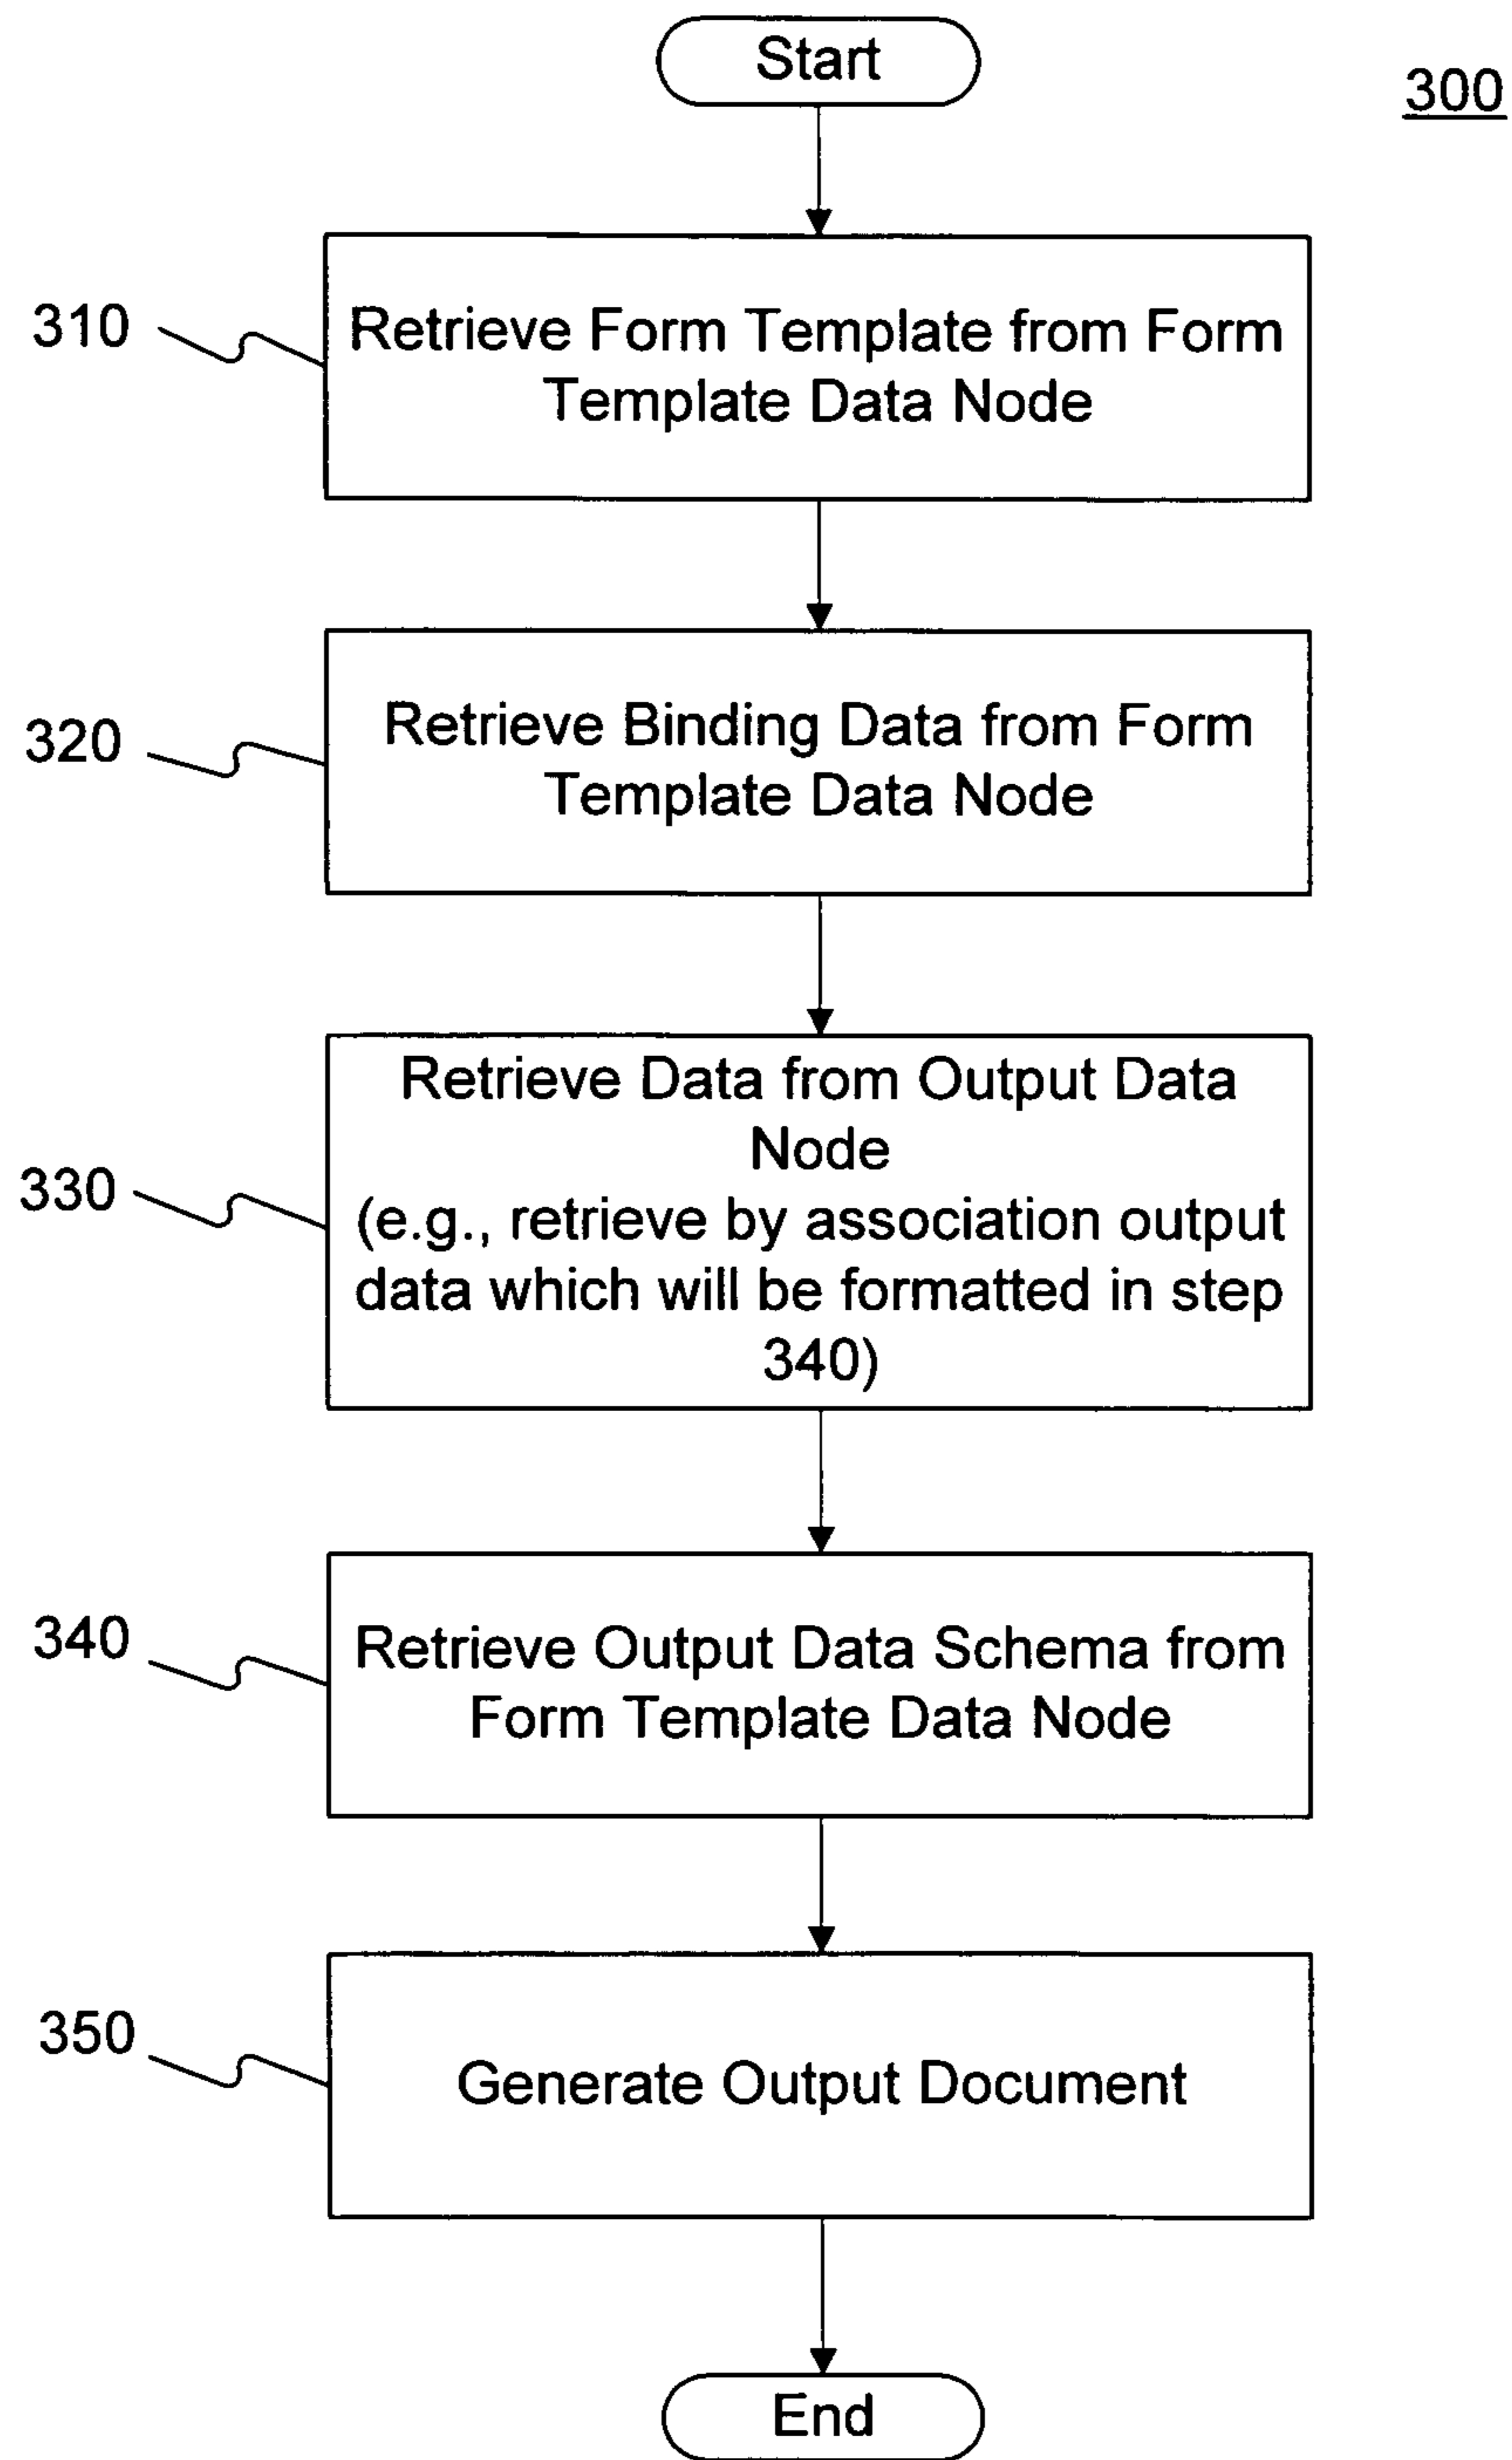 Start
300
310
Retrieve Form Template from Form
Template Data Node
320
Retrieve Binding Data from Form
Template Data Node
330
Retrieve Data from Output Data
Node
(e.g., retrieve by association output
data which will be formatted in step
340)
340
Retrieve Output Data Schema from
Form Template Data Node
350
Generate Output Document
End